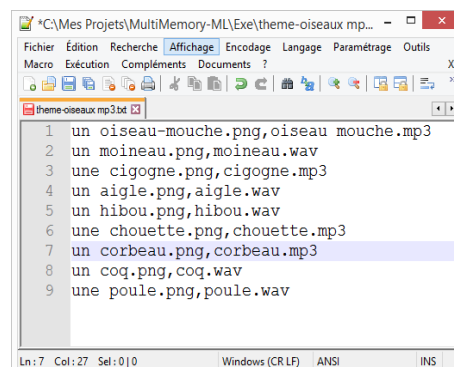 *C:\Mes Projets\MultiMemory-ML\Exe\theme-oiseaux mp...
Fichier Édition Recherche Affichage Encodage Langage Paramétrage Outils
Macro Exécution Compléments Documents ? X
theme-oiseaux mp3.txt
1 un oiseau-mouche.png,oiseau mouche.mp3
2 un moineau.png,moineau.wav
3 une cigogne.png,cigogne.mp3
4 un aigle.png,aigle.wav
5 un hibou.png,hibou.wav
6 une chouette.png,chouette.mp3
7 un corbeau.png,corbeau.mp3
8 un coq.png,coq.wav
9 une poule.png,poule.wav
Ln : 7 Col : 27 Sel : 0 | 0 Windows (CR LF) ANSI INS